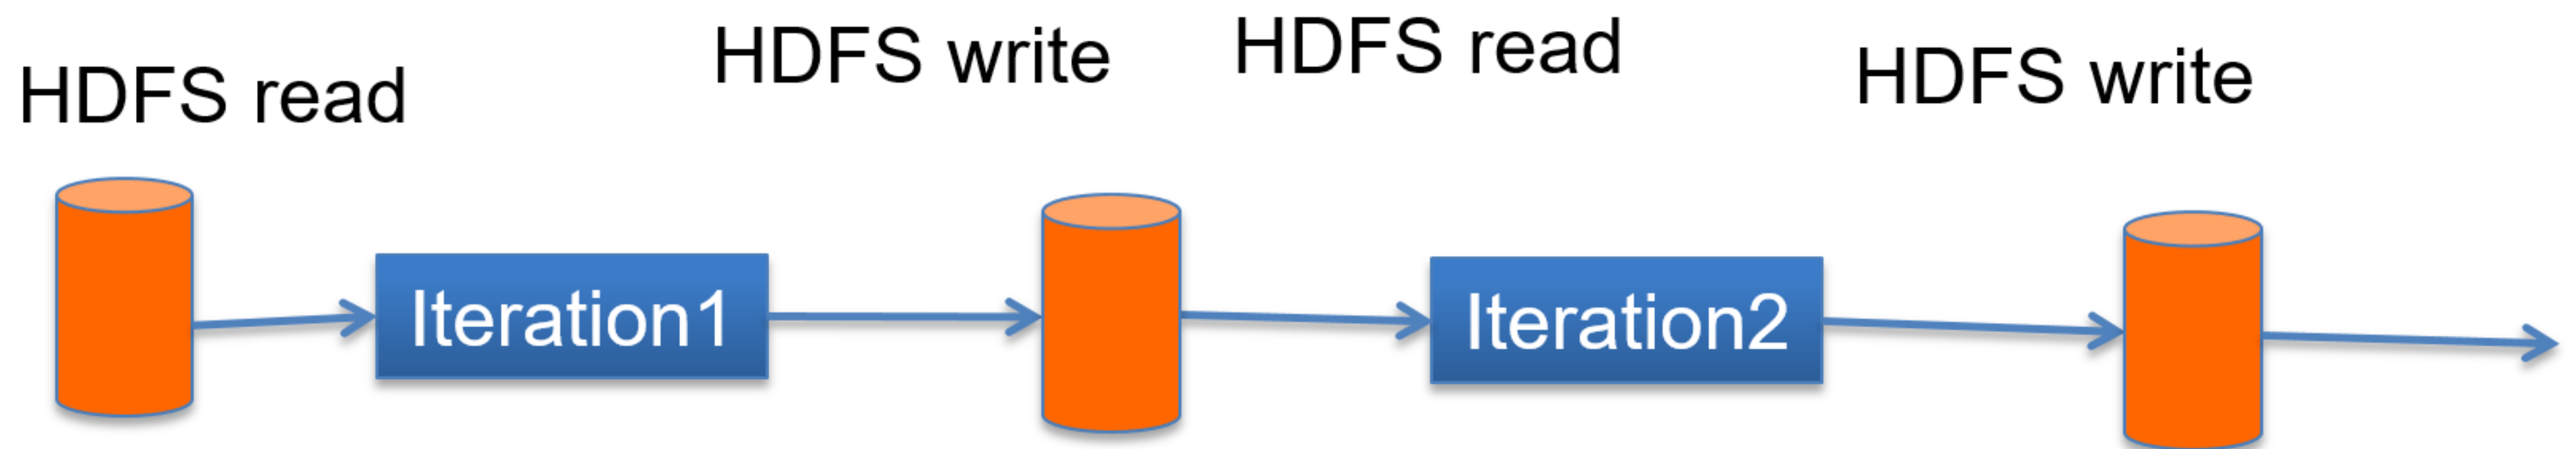 HDFS read
HDFS write
HDFS read
HDFS write
Iteration1
Iteration2